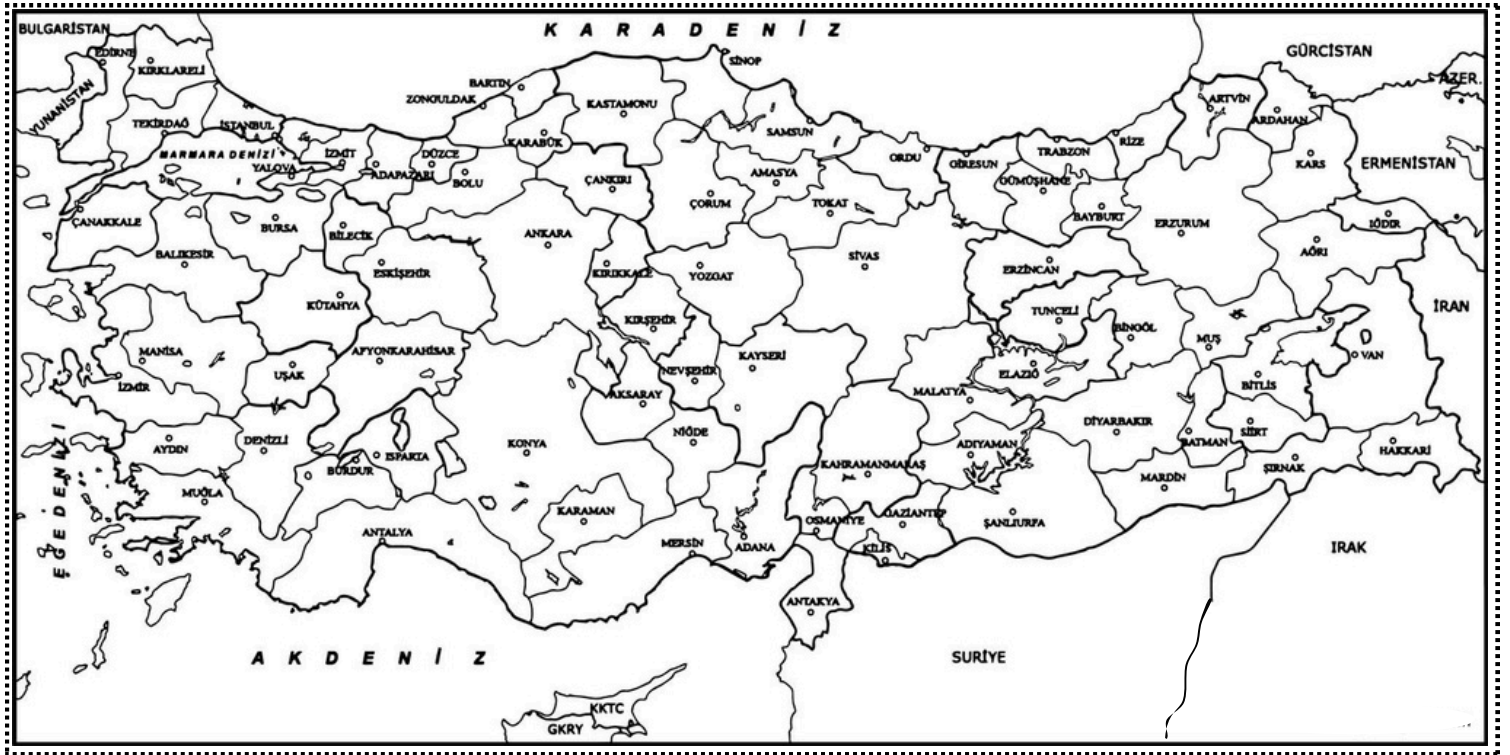 KARADENİZ
BULGARİSTAN
EDİRNE
KIRKLARELİ
YUNANİSTAN
TEKİRDAĞ
İSTANBUL
MARMARA DENİZİ
YALOVA
İZMİT
ADAPAZARI
DÜZCE
BOLU
ZONGULDAK
BARTIN
KARABÜK
KASTAMONU
SİNOP
SAMSUN
ÇANKIRI
ÇORUM
AMASYA
TOKAT
ORDU
GİRESUN
GÜMÜŞHANE
TRABZON
RİZE
BAYBURT
ARTVİN
ARDAHAN
GÜRCİSTAN
AZER.
KARS
ERMENİSTAN
IĞDIR
AĞRI
ERZURUM
ERZİNCAN
ÇANAKKALE
BALIKESİR
BURSA
BİLECİK
ESKİŞEHİR
KÜTAHYA
ANKARA
KIRIKKALE
KIRŞEHİR
YOZGAT
SİVAS
TUNCELİ
BİNGÖL
MUŞ
İRAN
VAN
BİTLİS
MANİSA
İZMİR
UŞAK
AFYONKARAHİSAR
AKSARAY
NEVŞEHİR
KAYSERİ
MALATYA
ELAZIĞ
DİYARBAKIR
BATMAN
SİİRT
ŞIRNAK
HAKKARİ
EGE DENİZİ
AYDIN
DENİZLİ
MUĞLA
BURDUR
ISPARTA
KONYA
NİĞDE
KARAMAN
ANTALYA
MERSİN
ADANA
KAHRAMANMARAŞ
OSMANİYE
GAZİANTEP
KİLİS
ADIYAMAN
ŞANLIURFA
MARDİN
ANTAKYA
AKDENİZ
SURİYE
IRAK
KKTC
GKRY